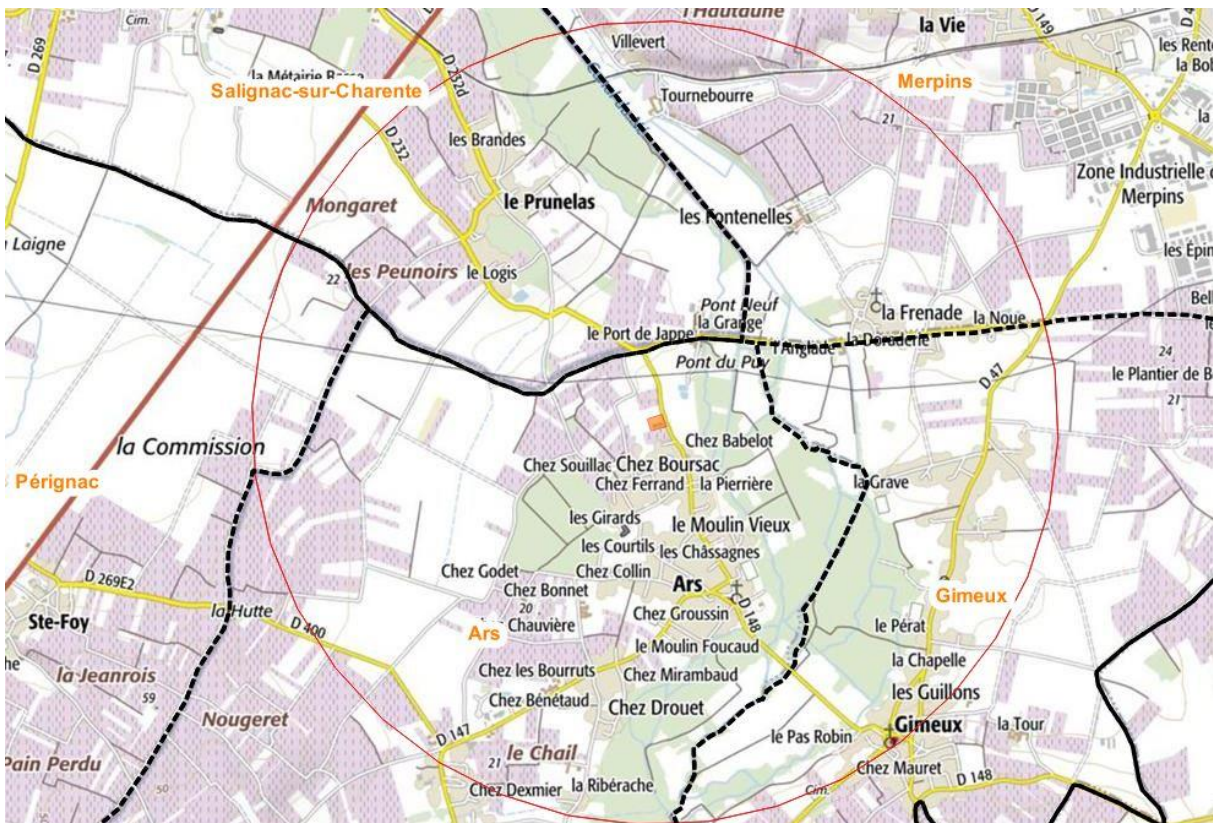 l'Hautaune
Cim.
Villevert
la Vie
D 149
D 269
D 232d
les Rente
la Bob
la Métairie Basse
Salignac-sur-Charente
Merpins
Tournebourre
21
D 232
les Brandes
Zone Industrielle d
Merpins
le Prunelas
Mongaret
les Fontenelles
Laigne
les Épin
22
les Peunoirs
le Logis
Pont Neuf
la Grange
la Frenade
la Noue
Bell
le Port de Jappe
l'Anglade
la Doraderie
Pont du Puy
24
D 47
le Plantier de B
21
la Commission
Chez Babelot
Chez Souillac
Chez Boursac
Pérignac
Chez Ferrand
la Pierrière
la Grave
les Girards
le Moulin Vieux
les Courtils
les Châssagnes
Chez Godet
Chez Collin
D 269E2
Chez Bonnet
Ars
Gimeux
la Hutte
20
Chez Groussin
D 148
Ste-Foy
D 400
Ars
Chauvière
le Pérat
le Moulin Foucaud
la Chapelle
la Jeanrois
Chez les Bourruts
Chez Mirambaud
59
les Guillons
Chez Bénétaud
Chez Drouet
Nougeret
Gimeux
la Tour
D 147
le Pas Robin
le Chail
Pain Perdu
21
Chez Mauret
D 148
50
Chez Dexmier
la Ribérache
Cim.